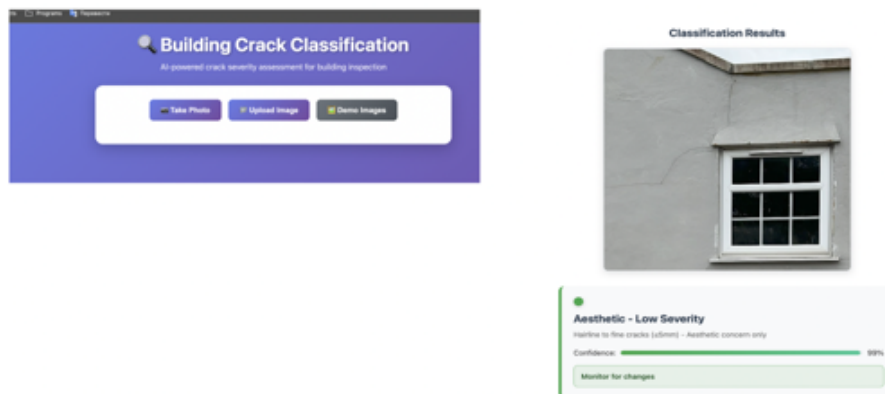 Programs
Building Crack Classification
AI-powered crack severity assessment for building inspection
Take Photo
Upload Image
Demo Images
Classification Results
Aesthetic - Low Severity
Hairline to fine cracks (≤5mm) - Aesthetic concern only
Confidence:
99%
Monitor for changes